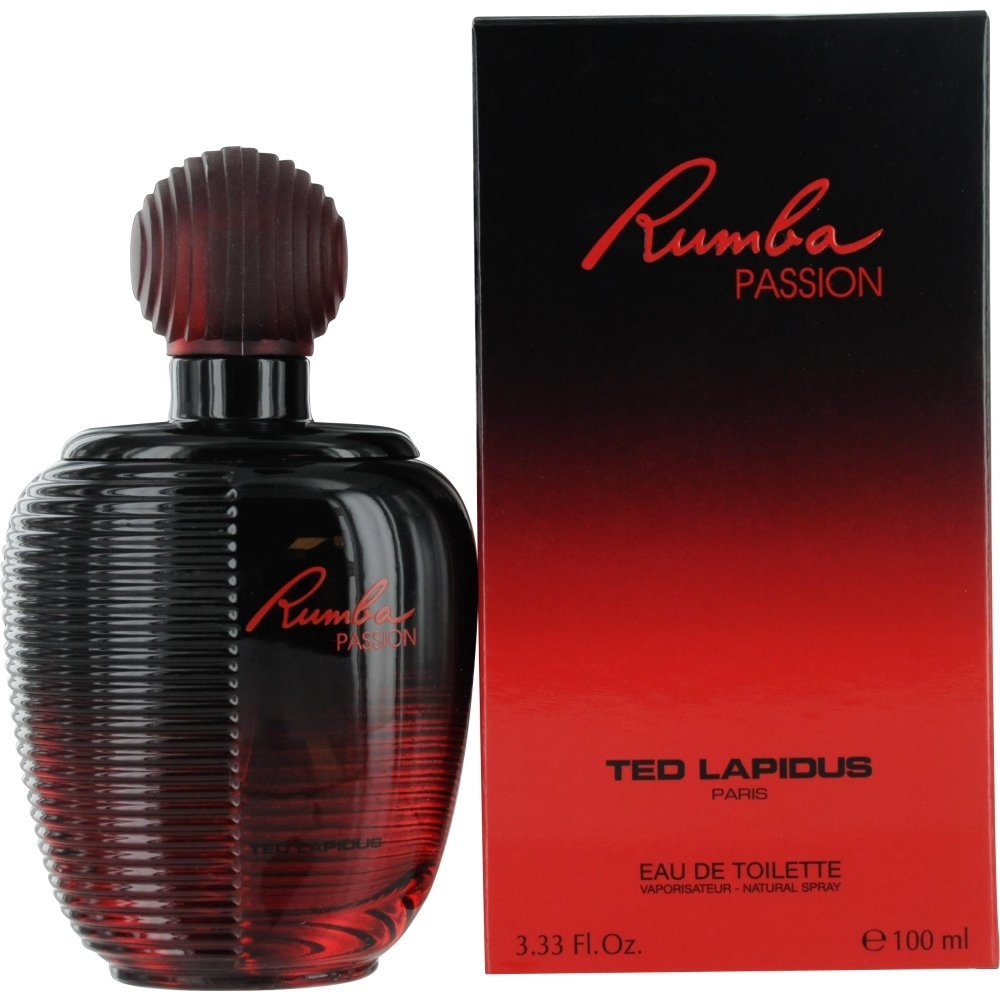 Rumba
PASSION
TED LAPIDUS
Rumba
PASSION
TED LAPIDUS
PARIS
EAU DE TOILETTE
VAPORISATEUR - NATURAL SPRAY
3.33 Fl.Oz. ℮ 100 ml